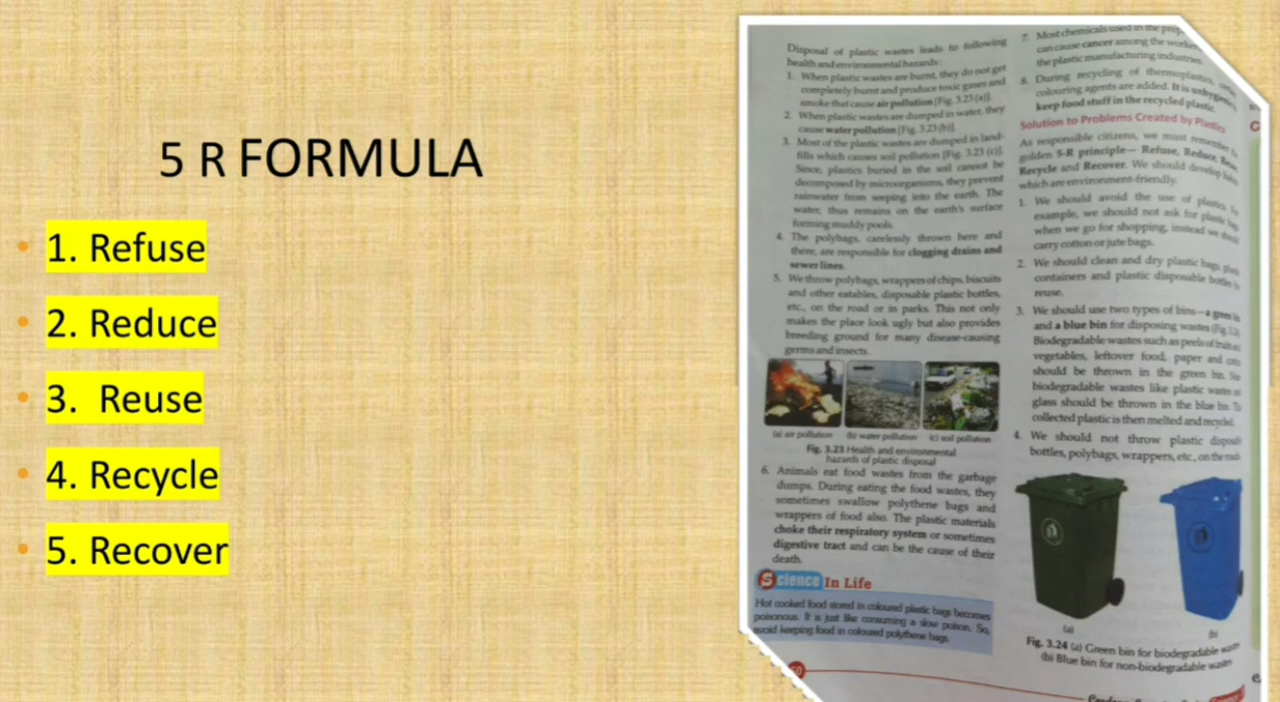 5 R FORMULA
1. Refuse
2. Reduce
3. Reuse
4. Recycle
5. Recover
Disposal of plastic wastes leads to following
health and environmental hazards:
1. When plastic wastes are burnt, they do not get
completely burnt and produce toxic gases and
smoke that cause air pollution [Fig. 3.23 (a)].
2. When plastic wastes are dumped in water, they
cause water pollution [Fig. 3.23 (b)].
3. Most of the plastic wastes are dumped in land-
fills which causes soil pollution [Fig. 3.23 (c)].
Since, plastics buried in the soil cannot be
decomposed by microorganisms, they prevent
rainwater from seeping into the earth. The
water, thus remains on the earth's surface
forming muddy pools.
4. The polybags, carelessly thrown here and
there, are responsible for clogging drains and
sewer lines.
5. We throw polybags, wrappers of chips, biscuits
and other eatables, disposable plastic bottles,
etc., on the road or in parks. This not only
makes the place look ugly but also provides
breeding ground for many disease-causing
germs and insects.
(a) air pollution (b) water pollution (c) soil pollution
Fig. 3.23 Health and environmental
hazards of plastic disposal
6. Animals eat food wastes from the garbage
dumps. During eating the food wastes, they
sometimes swallow polythene bags and
wrappers of food also. The plastic materials
choke their respiratory system or sometimes
digestive tract and can be the cause of their
death.
Science In Life
Hot cooked food stored in coloured plastic bags becomes
poisonous. It is just like consuming a slow poison. So,
avoid keeping food in coloured polythene bags.
7. Most chemicals used in the
can cause cancer among the
the plastic manufacturing industries.
8. During recycling of thermoplastics,
colouring agents are added. It is unhygienic
keep food stuff in the recycled plastic.
Solution to Problems Created by Plastics
As responsible citizens, we must remember
golden 5-R principle— Refuse, Reduce,
Recycle and Recover. We should develop
which are environment-friendly.
1. We should avoid the use of plastics.
example, we should not ask for plastic
when we go for shopping, instead we should
carry cotton or jute bags.
2. We should clean and dry plastic bags,
containers and plastic disposable bottles
reuse.
3. We should use two types of bins—a green
and a blue bin for disposing wastes
Biodegradable wastes such as peels of
vegetables, leftover food, paper and
should be thrown in the green bin.
biodegradable wastes like plastic wastes
glass should be thrown in the blue bin.
collected plastic is then melted and recycled.
4. We should not throw plastic
bottles, polybags, wrappers, etc., on the
(a) (b)
Fig. 3.24 (a) Green bin for biodegradable
(b) Blue bin for non-biodegradable